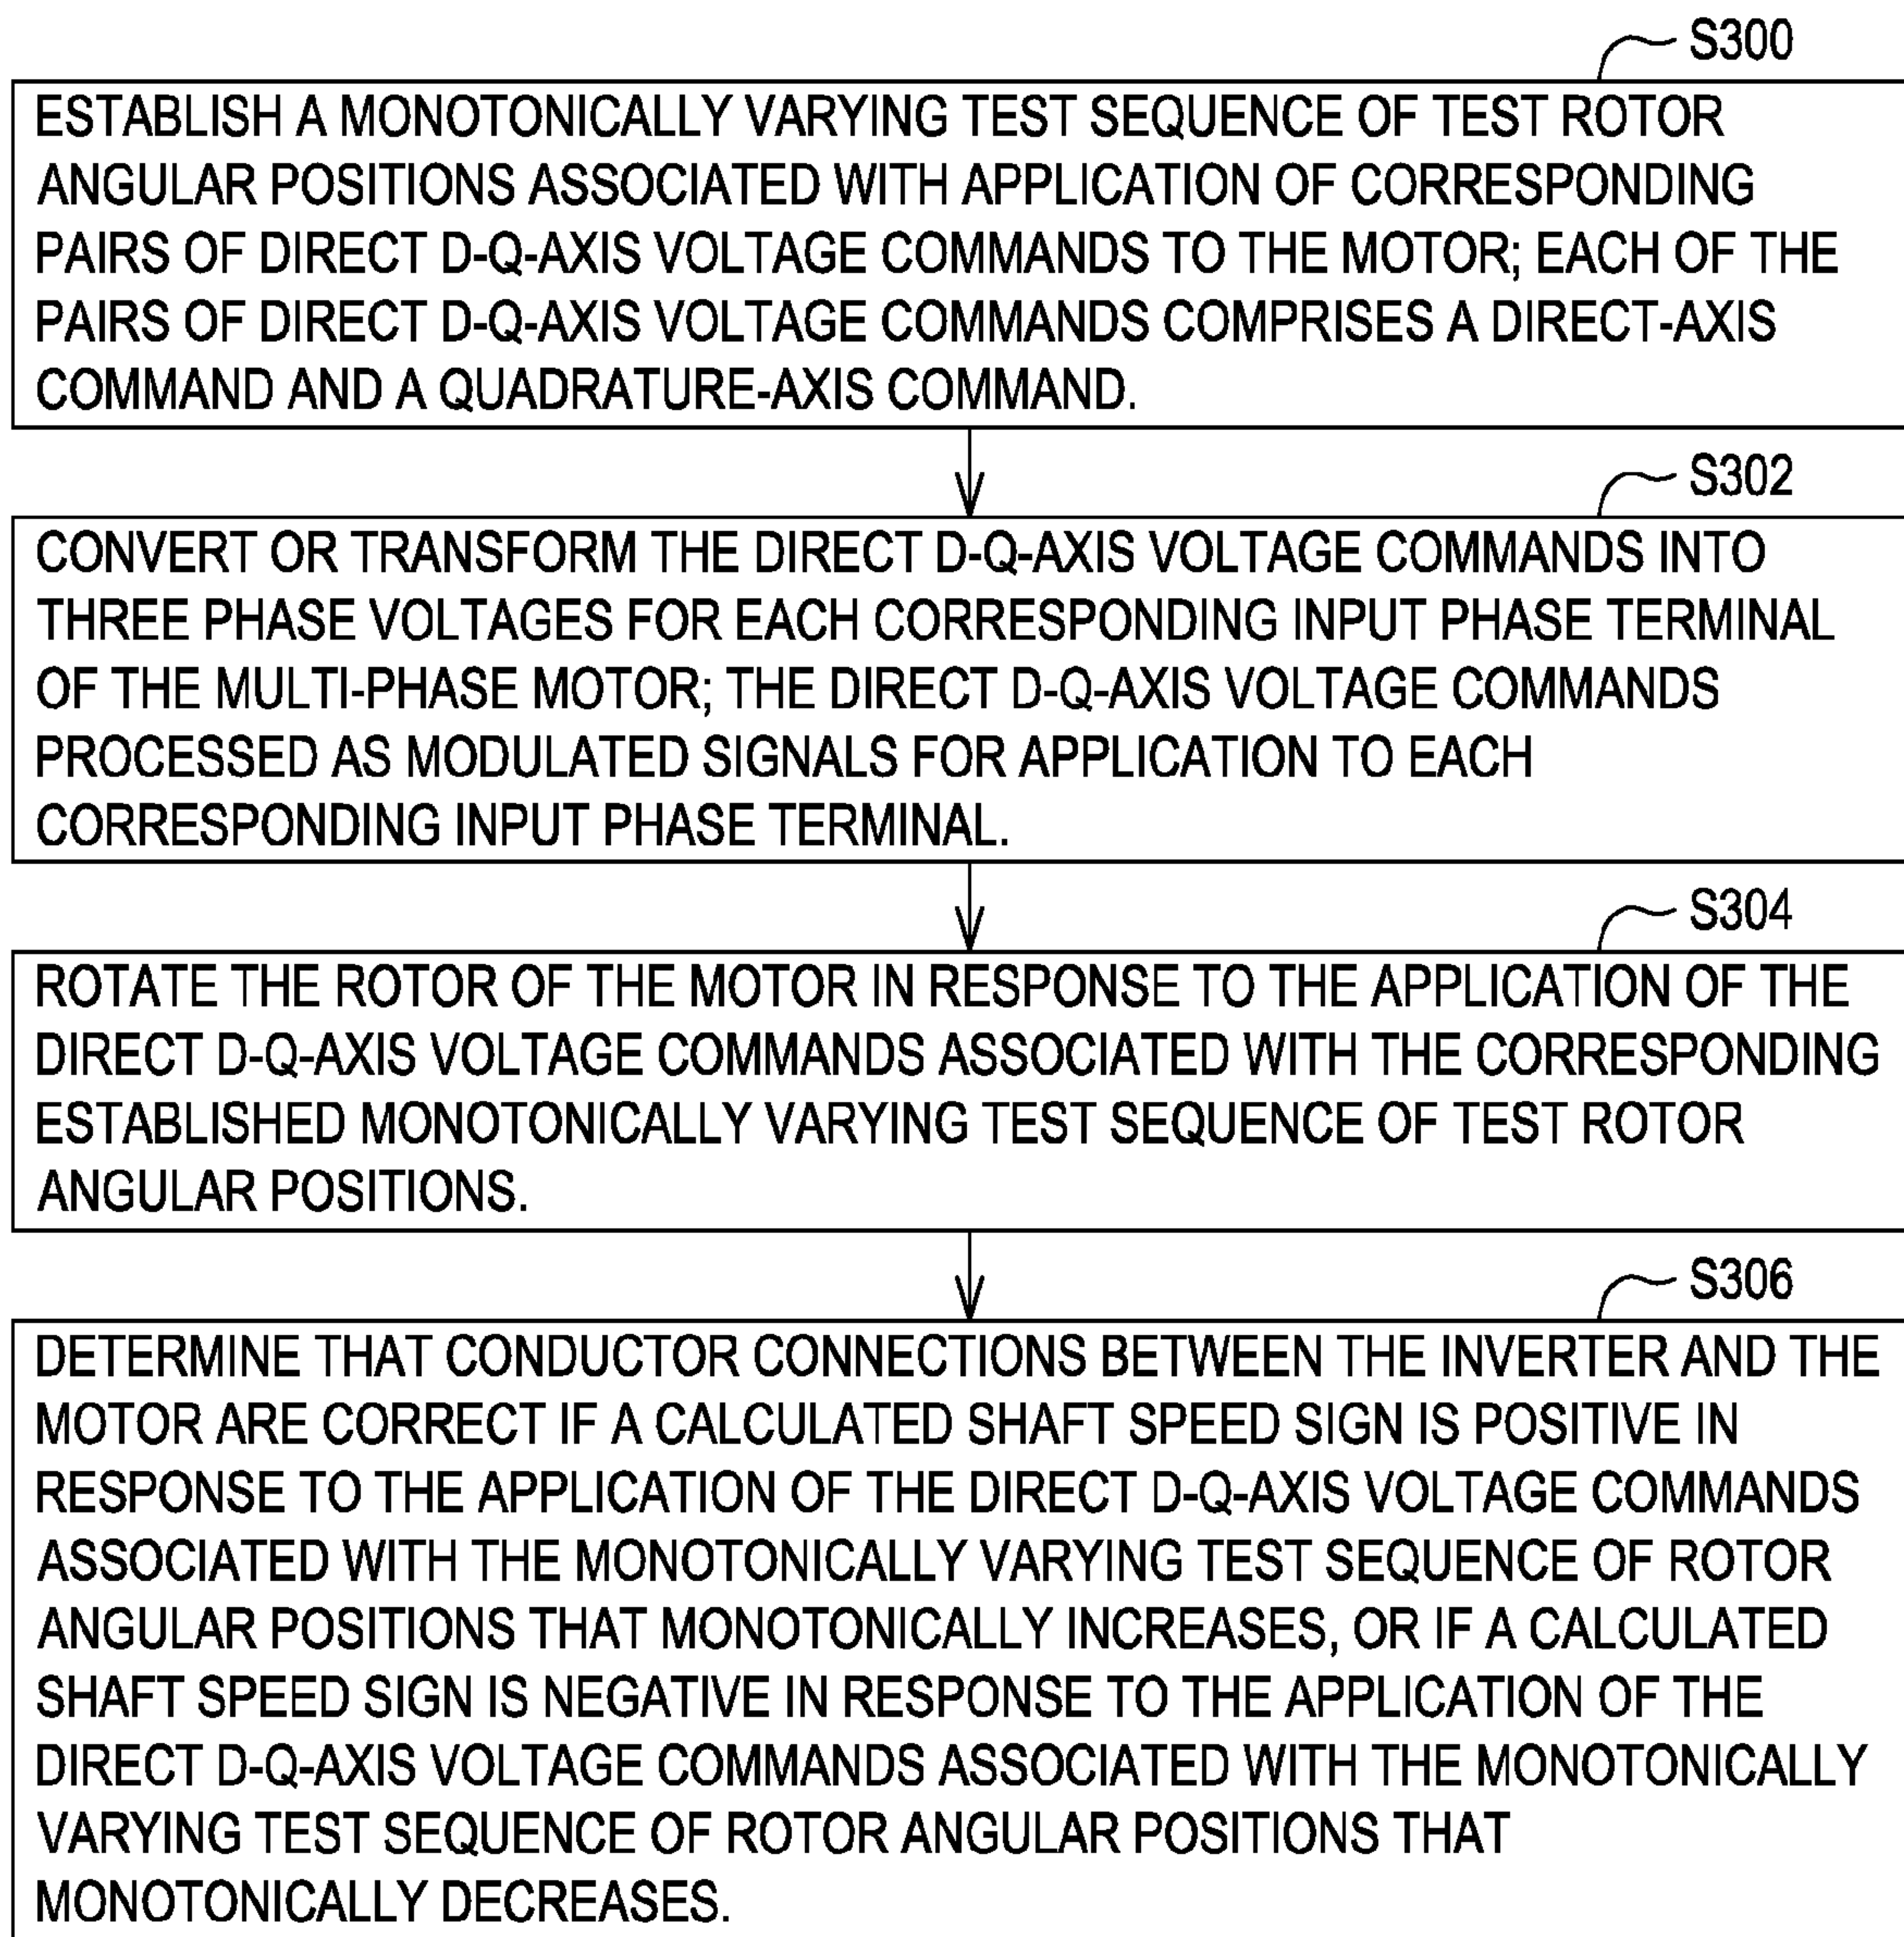 S300
ESTABLISH A MONOTONICALLY VARYING TEST SEQUENCE OF TEST ROTOR
ANGULAR POSITIONS ASSOCIATED WITH APPLICATION OF CORRESPONDING
PAIRS OF DIRECT D-Q-AXIS VOLTAGE COMMANDS TO THE MOTOR; EACH OF THE
PAIRS OF DIRECT D-Q-AXIS VOLTAGE COMMANDS COMPRISES A DIRECT-AXIS
COMMAND AND A QUADRATURE-AXIS COMMAND.
S302
CONVERT OR TRANSFORM THE DIRECT D-Q-AXIS VOLTAGE COMMANDS INTO
THREE PHASE VOLTAGES FOR EACH CORRESPONDING INPUT PHASE TERMINAL
OF THE MULTI-PHASE MOTOR; THE DIRECT D-Q-AXIS VOLTAGE COMMANDS
PROCESSED AS MODULATED SIGNALS FOR APPLICATION TO EACH
CORRESPONDING INPUT PHASE TERMINAL.
S304
ROTATE THE ROTOR OF THE MOTOR IN RESPONSE TO THE APPLICATION OF THE
DIRECT D-Q-AXIS VOLTAGE COMMANDS ASSOCIATED WITH THE CORRESPONDING
ESTABLISHED MONOTONICALLY VARYING TEST SEQUENCE OF TEST ROTOR
ANGULAR POSITIONS.
S306
DETERMINE THAT CONDUCTOR CONNECTIONS BETWEEN THE INVERTER AND THE
MOTOR ARE CORRECT IF A CALCULATED SHAFT SPEED SIGN IS POSITIVE IN
RESPONSE TO THE APPLICATION OF THE DIRECT D-Q-AXIS VOLTAGE COMMANDS
ASSOCIATED WITH THE MONOTONICALLY VARYING TEST SEQUENCE OF ROTOR
ANGULAR POSITIONS THAT MONOTONICALLY INCREASES, OR IF A CALCULATED
SHAFT SPEED SIGN IS NEGATIVE IN RESPONSE TO THE APPLICATION OF THE
DIRECT D-Q-AXIS VOLTAGE COMMANDS ASSOCIATED WITH THE MONOTONICALLY
VARYING TEST SEQUENCE OF ROTOR ANGULAR POSITIONS THAT
MONOTONICALLY DECREASES.